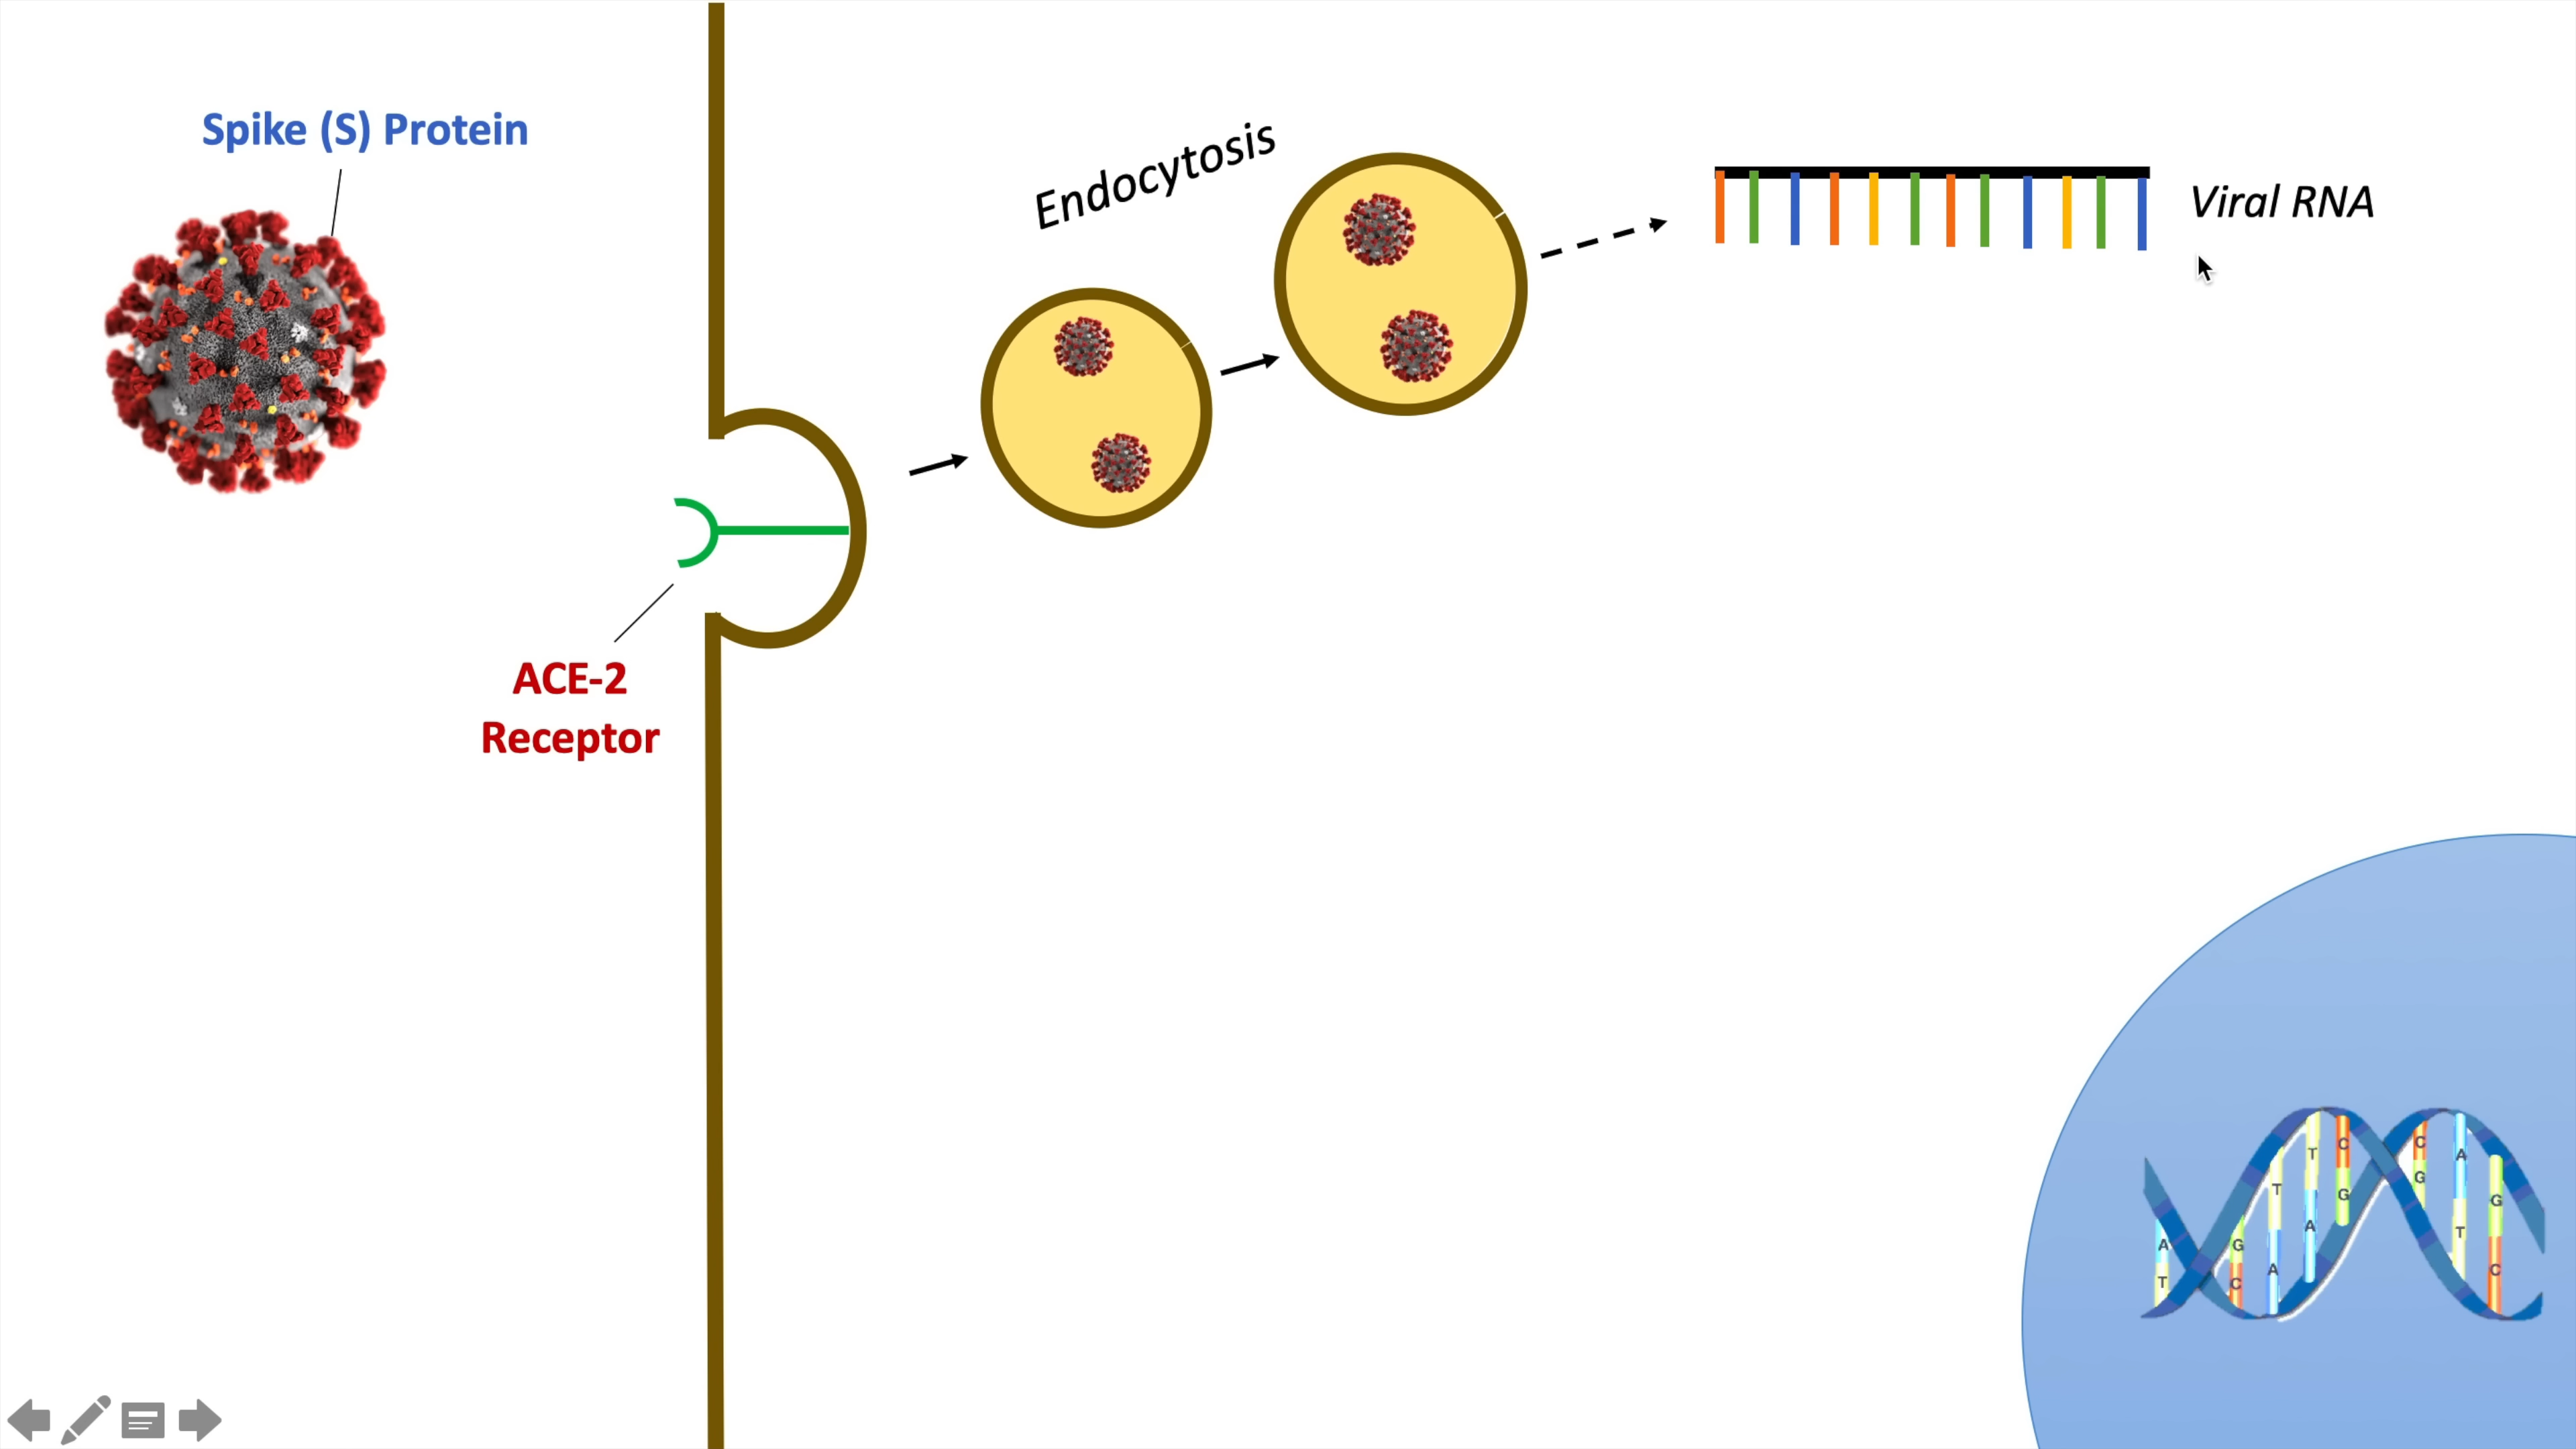 Spike (S) Protein
Endocytosis
Viral RNA
ACE-2
Receptor
T C C A
G
T G G
A T
A G
T C A C